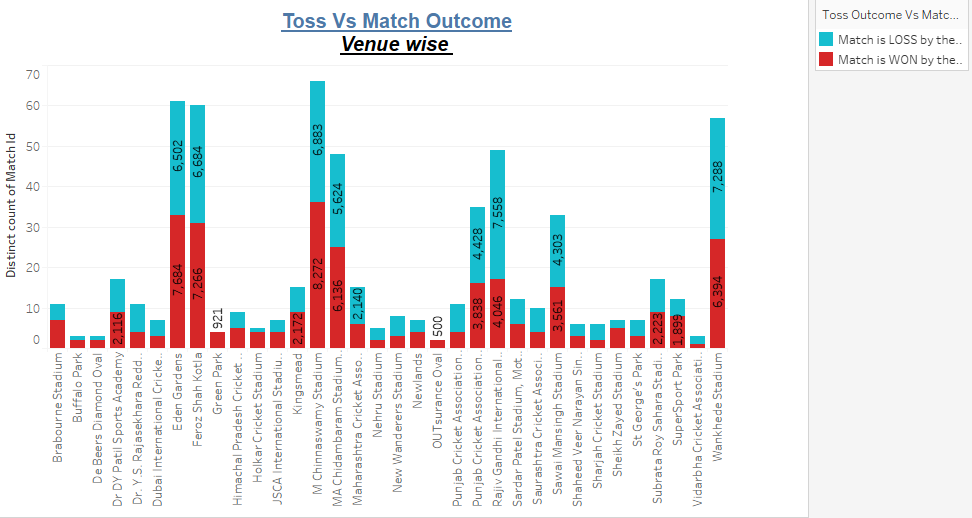 Toss Vs Match Outcome
Venue wise
Toss Outcome Vs Matc...
Match is LOSS by the..
Match is WON by the..
Distinct count of Match Id
70
60
50
40
30
20
10
0
2,116
6,502
7,684
6,684
7,266
921
2,172
6,883
8,272
5,624
6,136
2,140
500
4,428
3,838
7,558
4,046
4,303
3,561
2,223
1,899
7,288
6,394
Brabourne Stadium
Buffalo Park
De Beers Diamond Oval
Dr DY Patil Sports Academy
Dr. Y.S. Rajasekhara Redd..
Dubai International Cricke..
Eden Gardens
Feroz Shah Kotla
Green Park
Himachal Pradesh Cricket ..
Holkar Cricket Stadium
JSCA International Stadiu..
Kingsmead
M Chinnaswamy Stadium
MA Chidambaram Stadium..
Maharashtra Cricket Asso..
Nehru Stadium
New Wanderers Stadium
Newlands
OUTsurance Oval
Punjab Cricket Association ..
Punjab Cricket Association..
Rajiv Gandhi International ..
Sardar Patel Stadium, Mot..
Saurashtra Cricket Associ..
Sawai Mansingh Stadium
Shaheed Veer Narayan Sin..
Sharjah Cricket Stadium
Sheikh Zayed Stadium
St George's Park
Subrata Roy Sahara Stadi..
SuperSport Park
Vidarbha Cricket Associati..
Wankhede Stadium